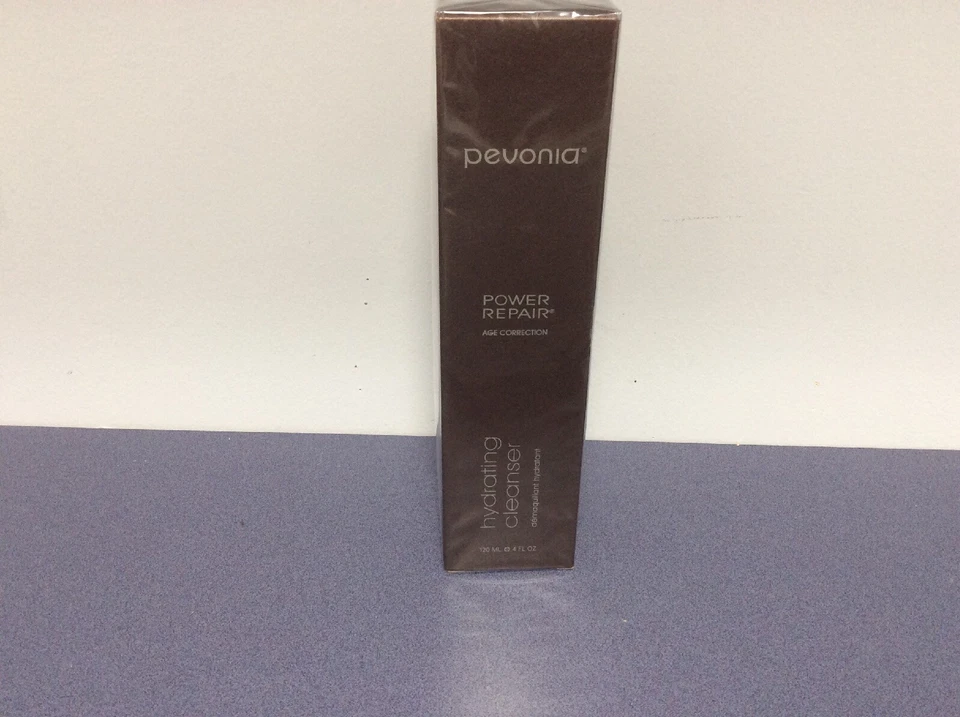 pevonia®
POWER
REPAIR®
AGE CORRECTION
hydrating
cleanser
démaquillant hydratant
120 ML ℮ 4 FL OZ